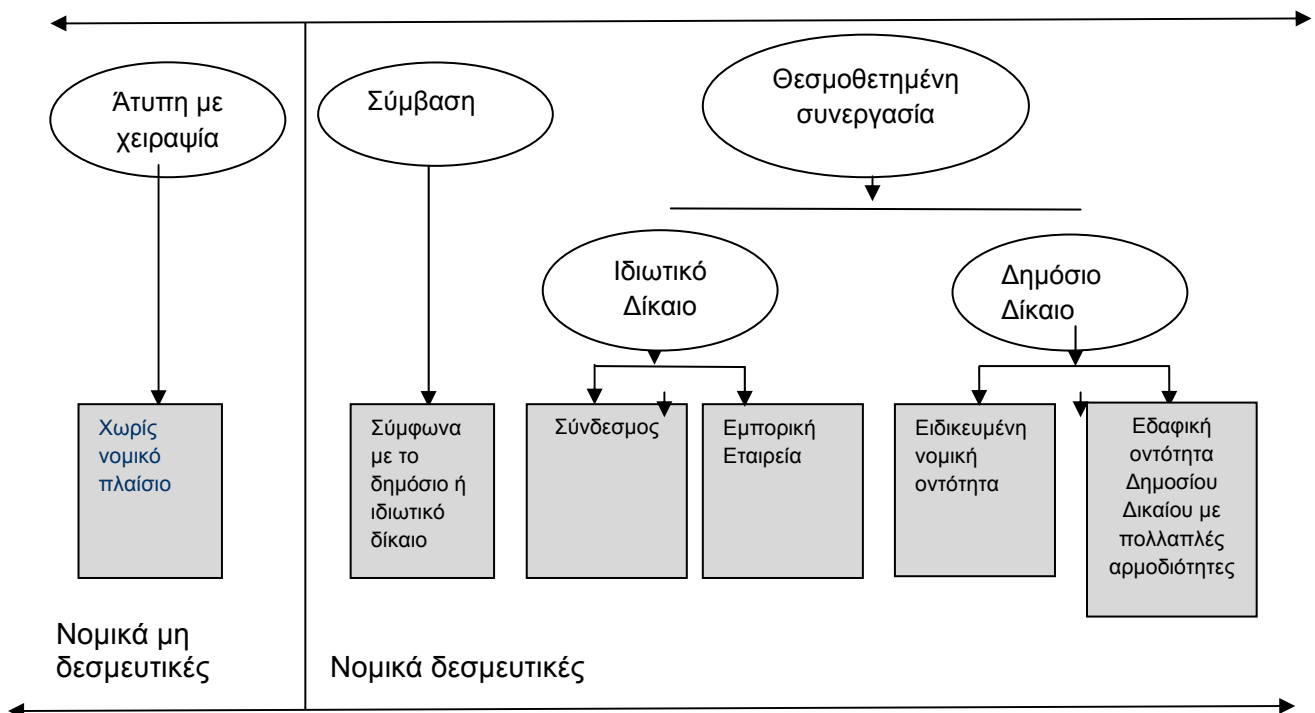 Άτυπη με
χειραψία
Σύμβαση
Θεσμοθετημένη
συνεργασία
Ιδιωτικό
Δίκαιο
Δημόσιο
Δίκαιο
Χωρίς
νομικό
πλαίσιο
Σύμφωνα
με το
δημόσιο ή
ιδιωτικό
δίκαιο
Σύνδεσμος
Εμπορική
Εταιρεία
Ειδικευμένη
νομική
οντότητα
Εδαφική
οντότητα
Δημοσίου
Δικαίου με
πολλαπλές
αρμοδιότητες
Νομικά μη
δεσμευτικές
Νομικά δεσμευτικές